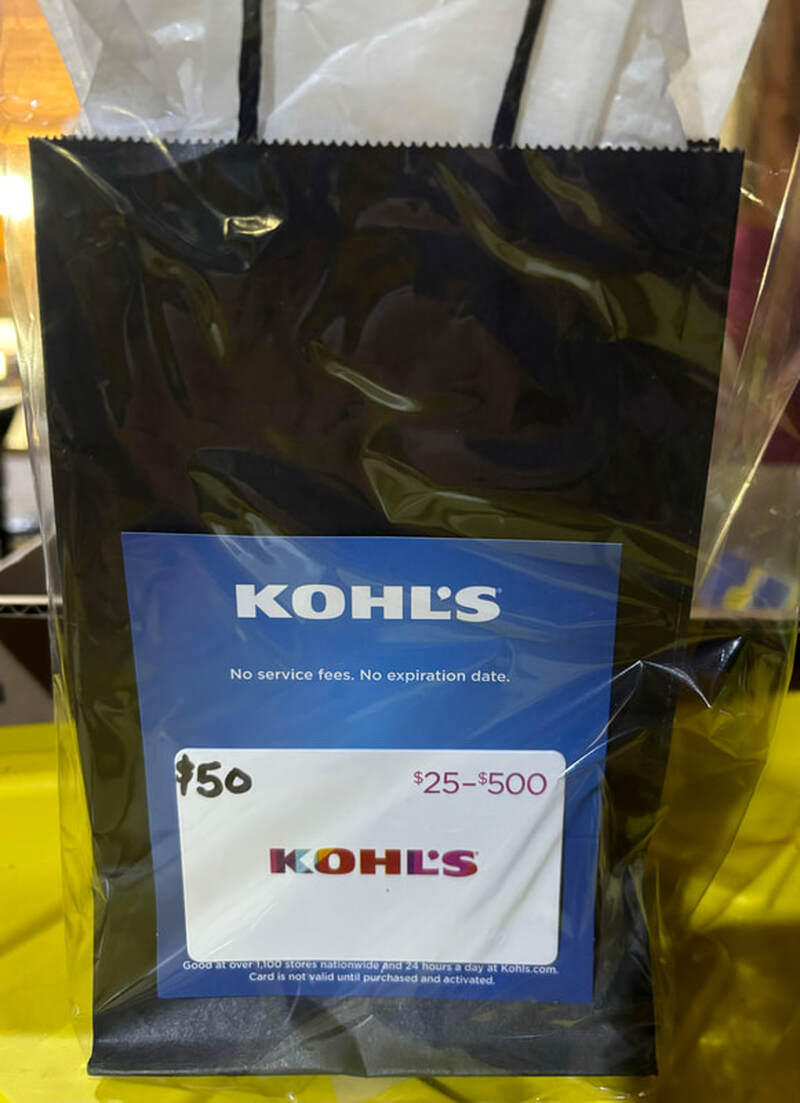 KOHL'S
No service fees. No expiration date.
$50
$25–$500
KOHL'S
Good at over 1,100 stores nationwide and 24 hours a day at Kohls.com.
Card is not valid until purchased and activated.